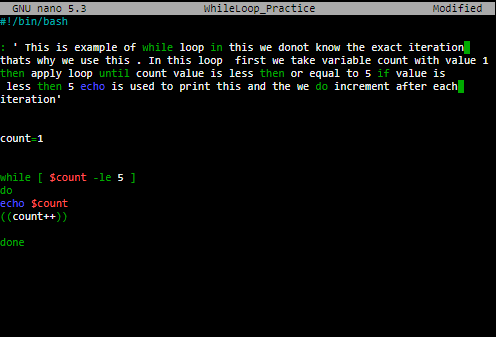 GNU nano 5.3 WhileLoop_Practice Modified
#!/bin/bash
: ' This is example of while loop in this we donot know the exact iteration
thats why we use this . In this loop  first we take variable count with value 1
then apply loop until count value is less then or equal to 5 if value is
 less then 5 echo is used to print this and the we do increment after each
iteration'
count=1
while [ $count -le 5 ]
do
echo $count
((count++))
done